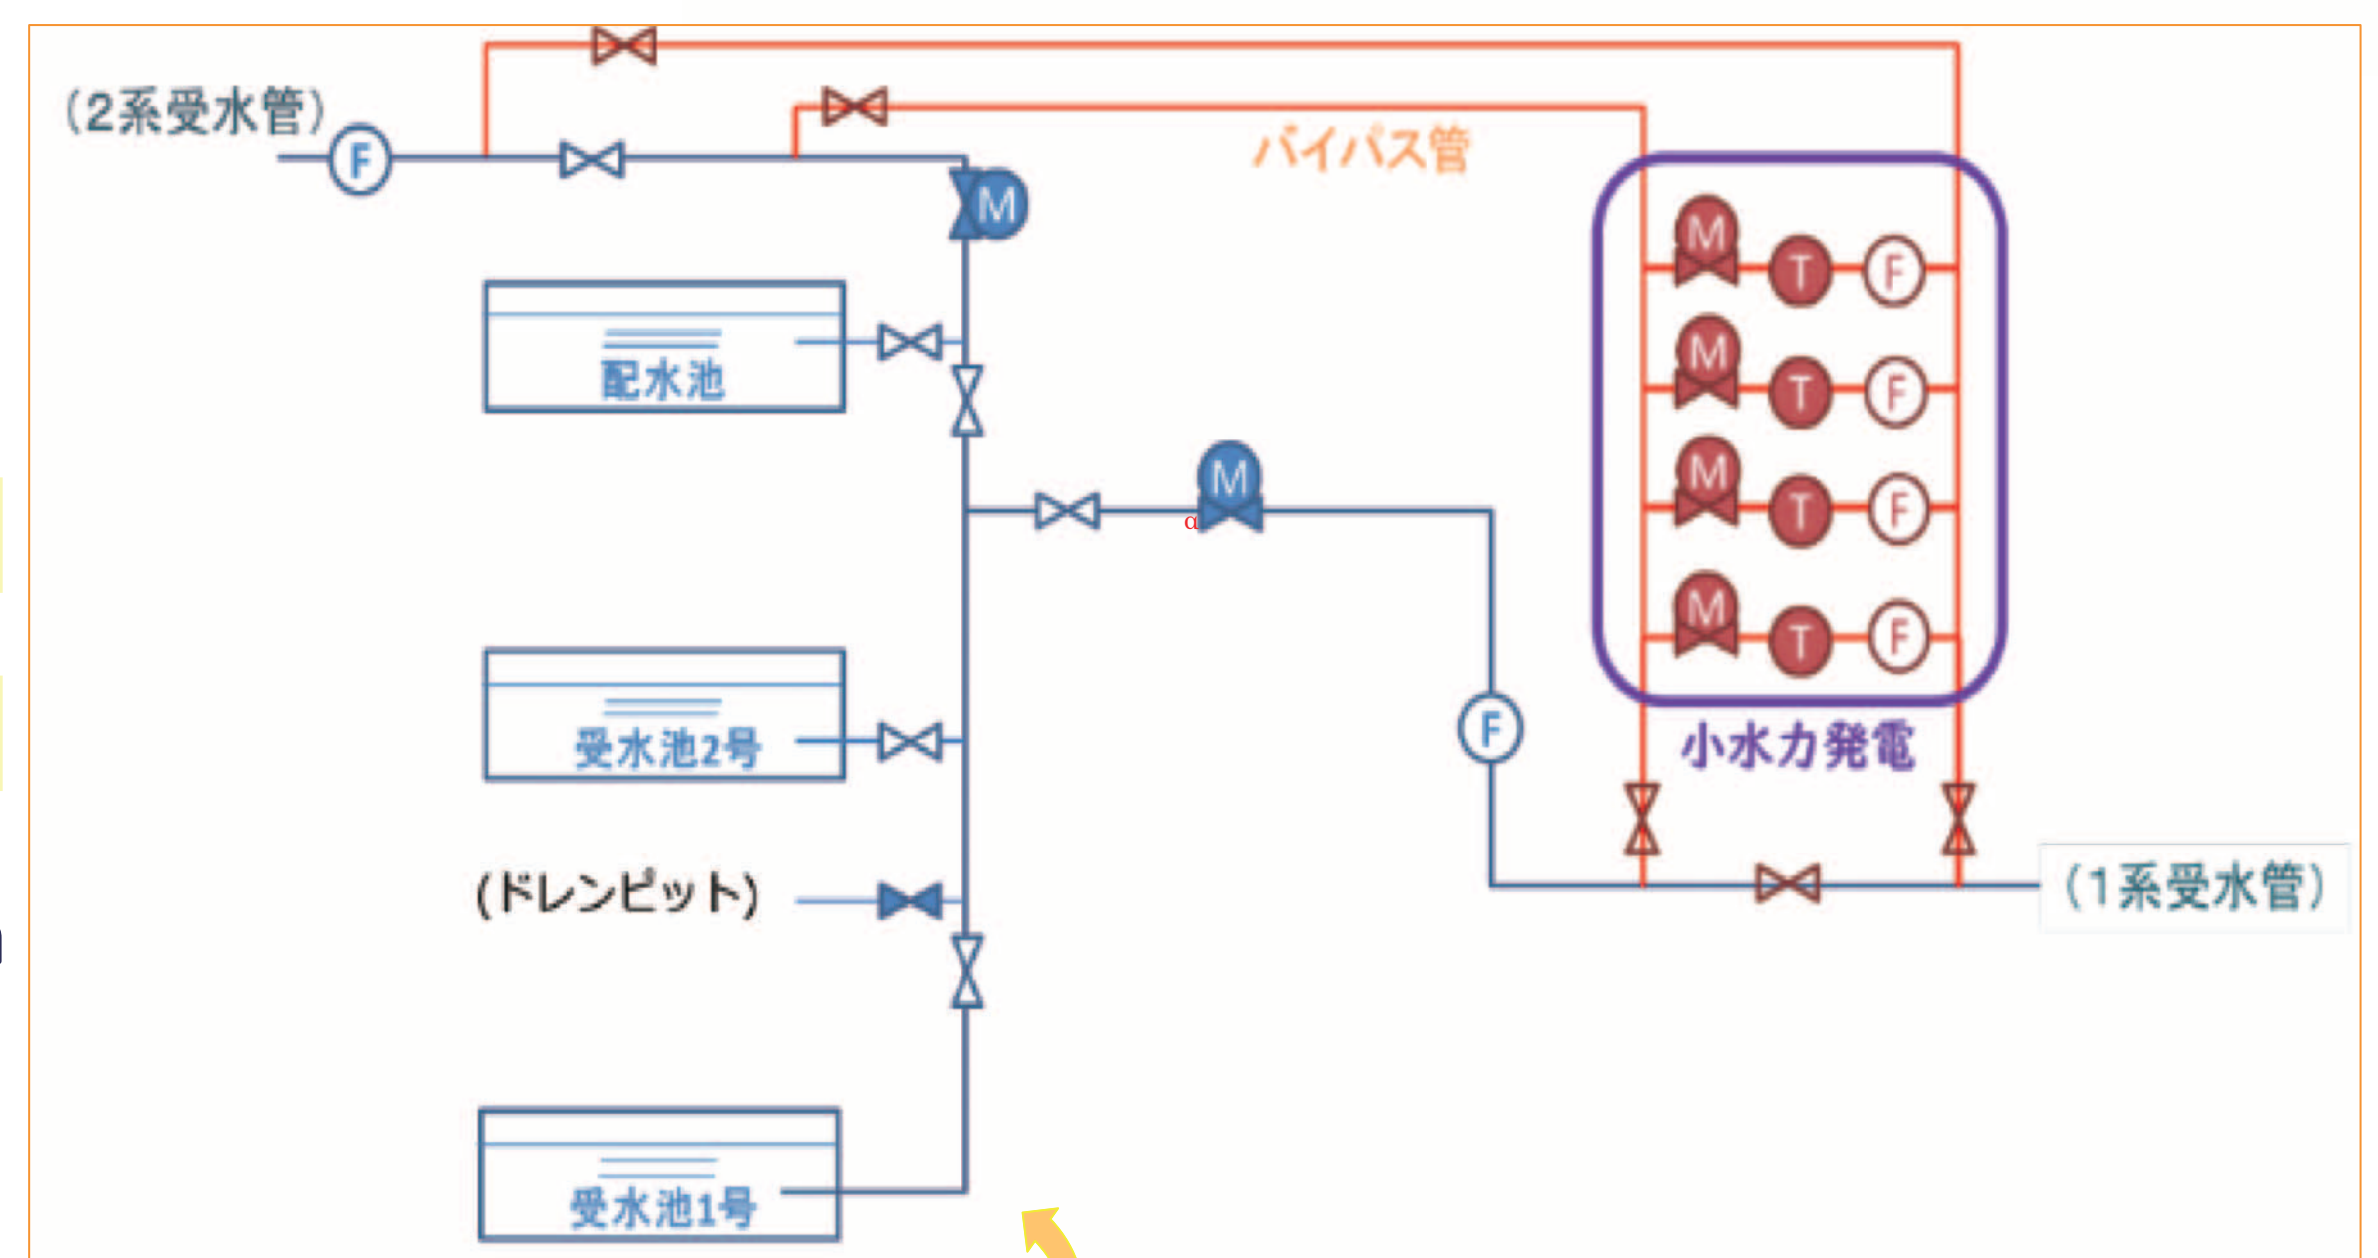 （2系受水管）
F
バイパス管
M
M
T
F
配水池
M
T
F
M
α
M
T
F
M
T
F
F
受水池2号
小水力発電
(ドレンピット)
（1系受水管）
受水池1号